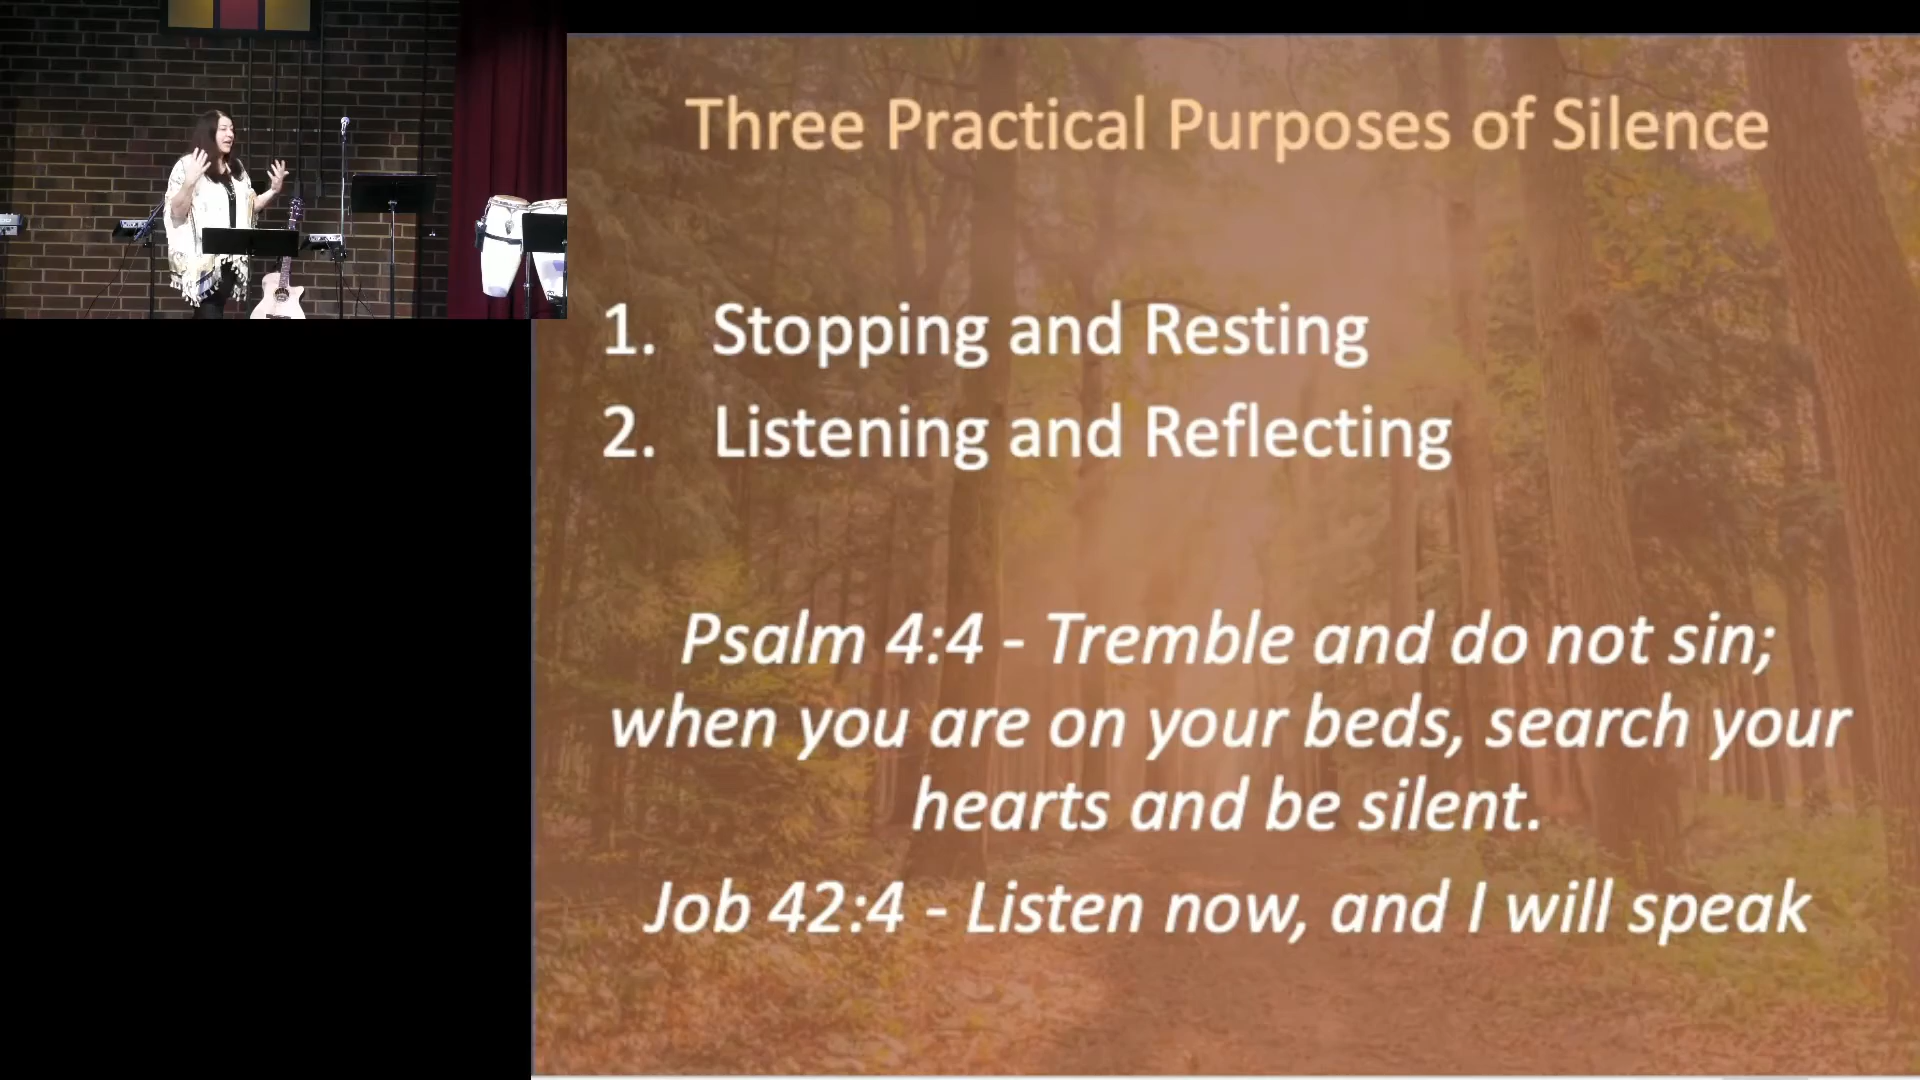 Three Practical Purposes of Silence
1. Stopping and Resting
2. Listening and Reflecting
Psalm 4:4 - Tremble and do not sin;
when you are on your beds, search your
hearts and be silent.
Job 42:4 - Listen now, and I will speak